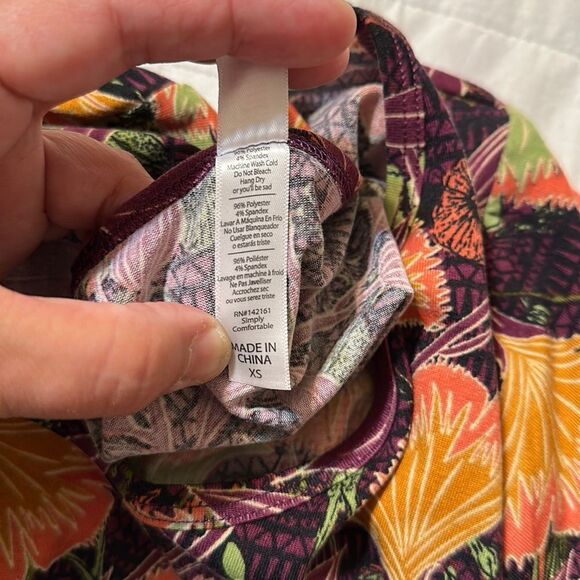 96% Polyester
4% Spandex
Machine Wash Cold
Do Not Bleach
Hang Dry
or you'll be sad
96% Polyester
4% Spandex
Lavar A Máquina En Frío
No Usar Blanqueador
Cuelgue en seco
o estarás triste
96% Poliéster
4% Spandex
Lavage en machine à froid
Ne Pas Javelliser
Accrochez sec
ou vous serez triste
RN#142161
Simply
Comfortable
MADE IN
CHINA
XS